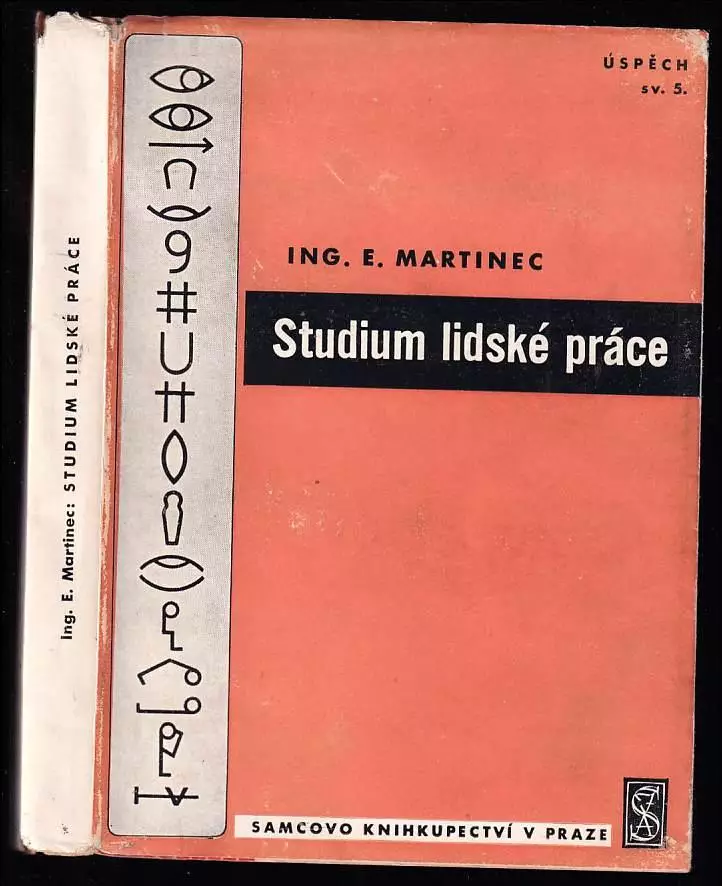 Ing. E. Martinec: STUDIUM LIDSKÉ PRÁCE
ÚSPĚCH
sv. 5.
ING. E. MARTINEC
Studium lidské práce
SAMCOVO KNIHKUPECTVÍ V PRAZE